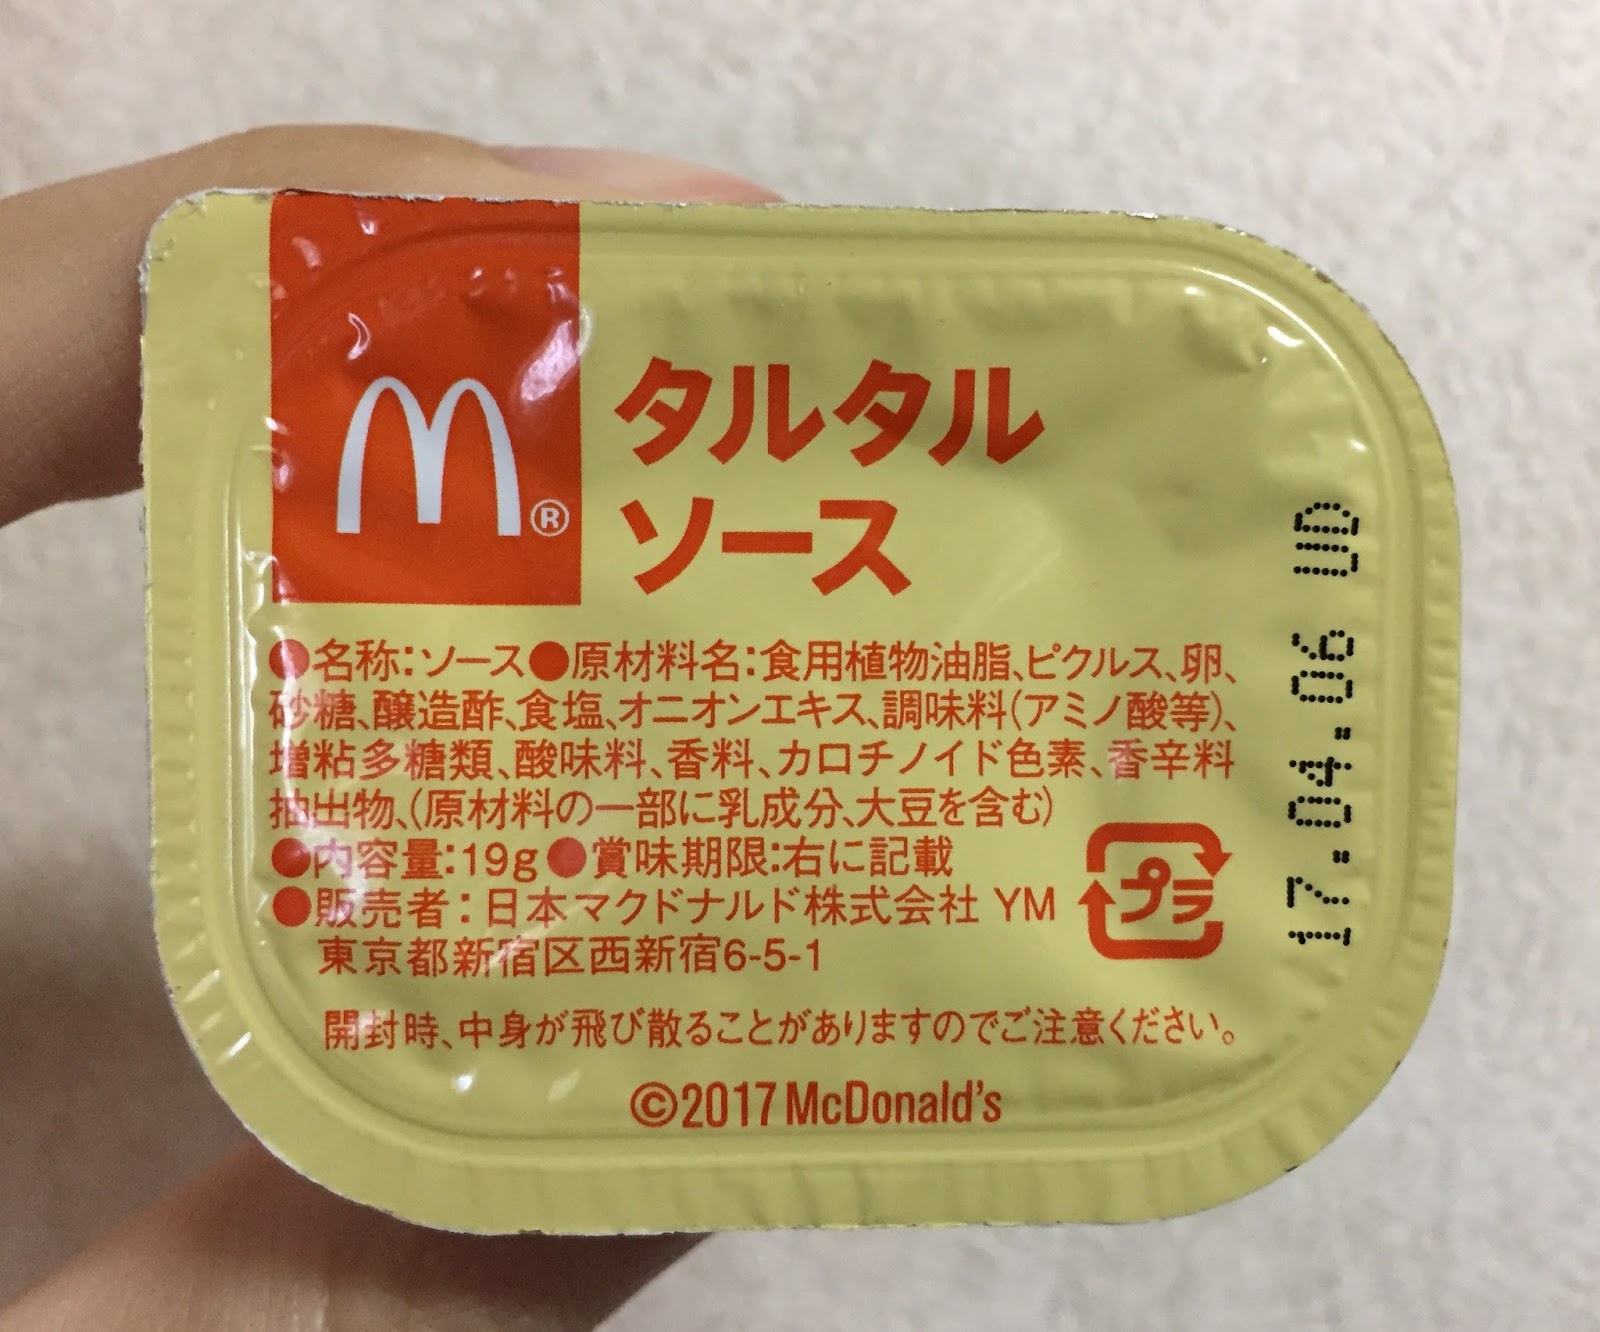 M®
タルタル
ソース
●名称:ソース●原材料名:食用植物油脂、ピクルス、卵、
砂糖、醸造酢、食塩、オニオンエキス、調味料(アミノ酸等)、
増粘多糖類、酸味料、香料、カロチノイド色素、香辛料
抽出物、(原材料の一部に乳成分、大豆を含む)
●内容量:19g●賞味期限:右に記載
●販売者:日本マクドナルド株式会社 YM
東京都新宿区西新宿6-5-1
プラ
開封時、中身が飛び散ることがありますのでご注意ください。
©2017 McDonald's
17.04.06 UD